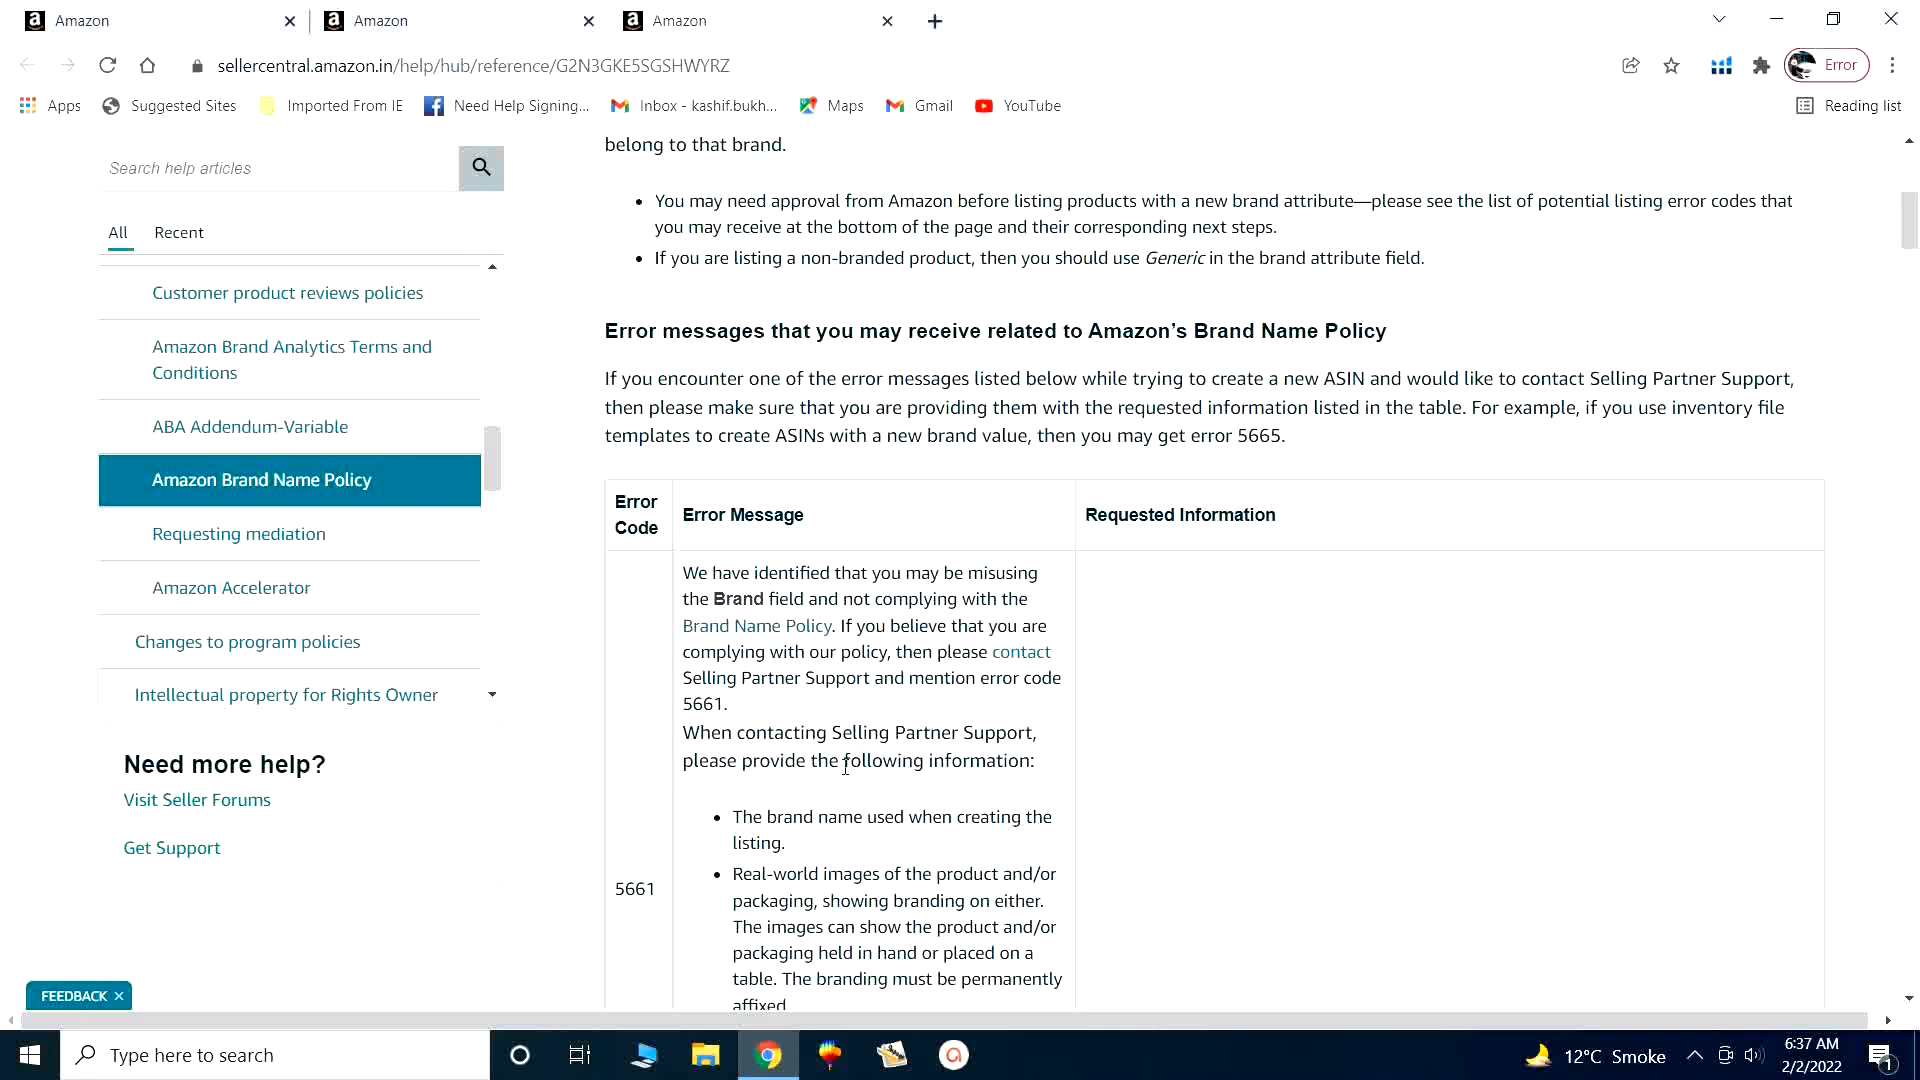 Amazon
Amazon
Amazon
sellercentral.amazon.in/help/hub/reference/G2N3GKE5SGSHWYRZ
Error
Apps
Suggested Sites
Imported From IE
Need Help Signing...
Inbox - kashif.bukh...
Maps
Gmail
YouTube
Reading list
Search help articles
All
Recent
Customer product reviews policies
Amazon Brand Analytics Terms and
Conditions
ABA Addendum-Variable
Amazon Brand Name Policy
Requesting mediation
Amazon Accelerator
Changes to program policies
Intellectual property for Rights Owner
Need more help?
Visit Seller Forums
Get Support
FEEDBACK
belong to that brand.
You may need approval from Amazon before listing products with a new brand attribute—please see the list of potential listing error codes that
you may receive at the bottom of the page and their corresponding next steps.
If you are listing a non-branded product, then you should use Generic in the brand attribute field.
Error messages that you may receive related to Amazon's Brand Name Policy
If you encounter one of the error messages listed below while trying to create a new ASIN and would like to contact Selling Partner Support,
then please make sure that you are providing them with the requested information listed in the table. For example, if you use inventory file
templates to create ASINs with a new brand value, then you may get error 5665.
Error
Code
Error Message
Requested Information
5661
We have identified that you may be misusing
the Brand field and not complying with the
Brand Name Policy. If you believe that you are
complying with our policy, then please contact
Selling Partner Support and mention error code
5661.
When contacting Selling Partner Support,
please provide the following information:
The brand name used when creating the
listing.
Real-world images of the product and/or
packaging, showing branding on either.
The images can show the product and/or
packaging held in hand or placed on a
table. The branding must be permanently
affixed
Type here to search
12°C Smoke
6:37 AM
2/2/2022
1